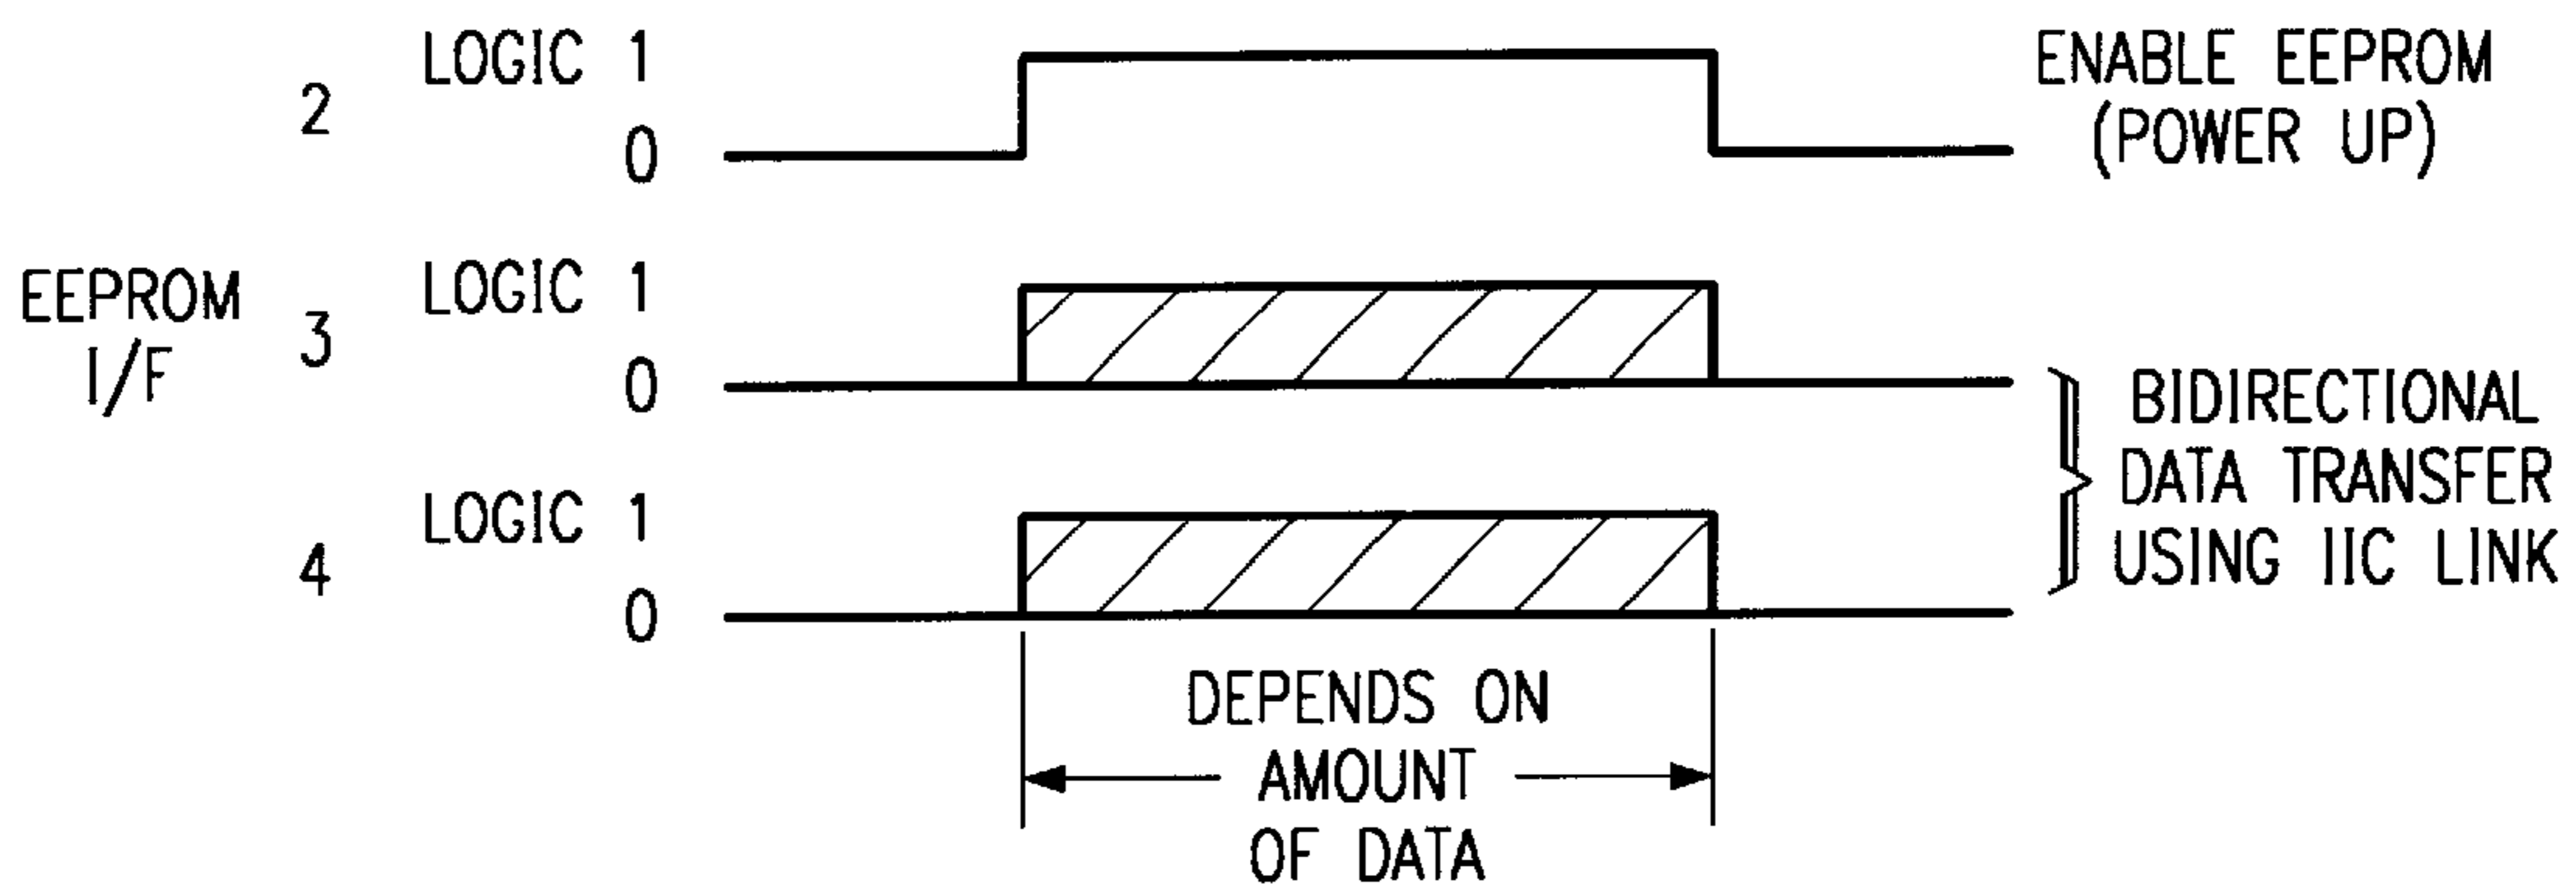 LOGIC 1
2
0
ENABLE EEPROM
(POWER UP)
EEPROM
I/F
LOGIC 1
3
0
LOGIC 1
4
0
BIDIRECTIONAL
DATA TRANSFER
USING IIC LINK
DEPENDS ON
AMOUNT
OF DATA